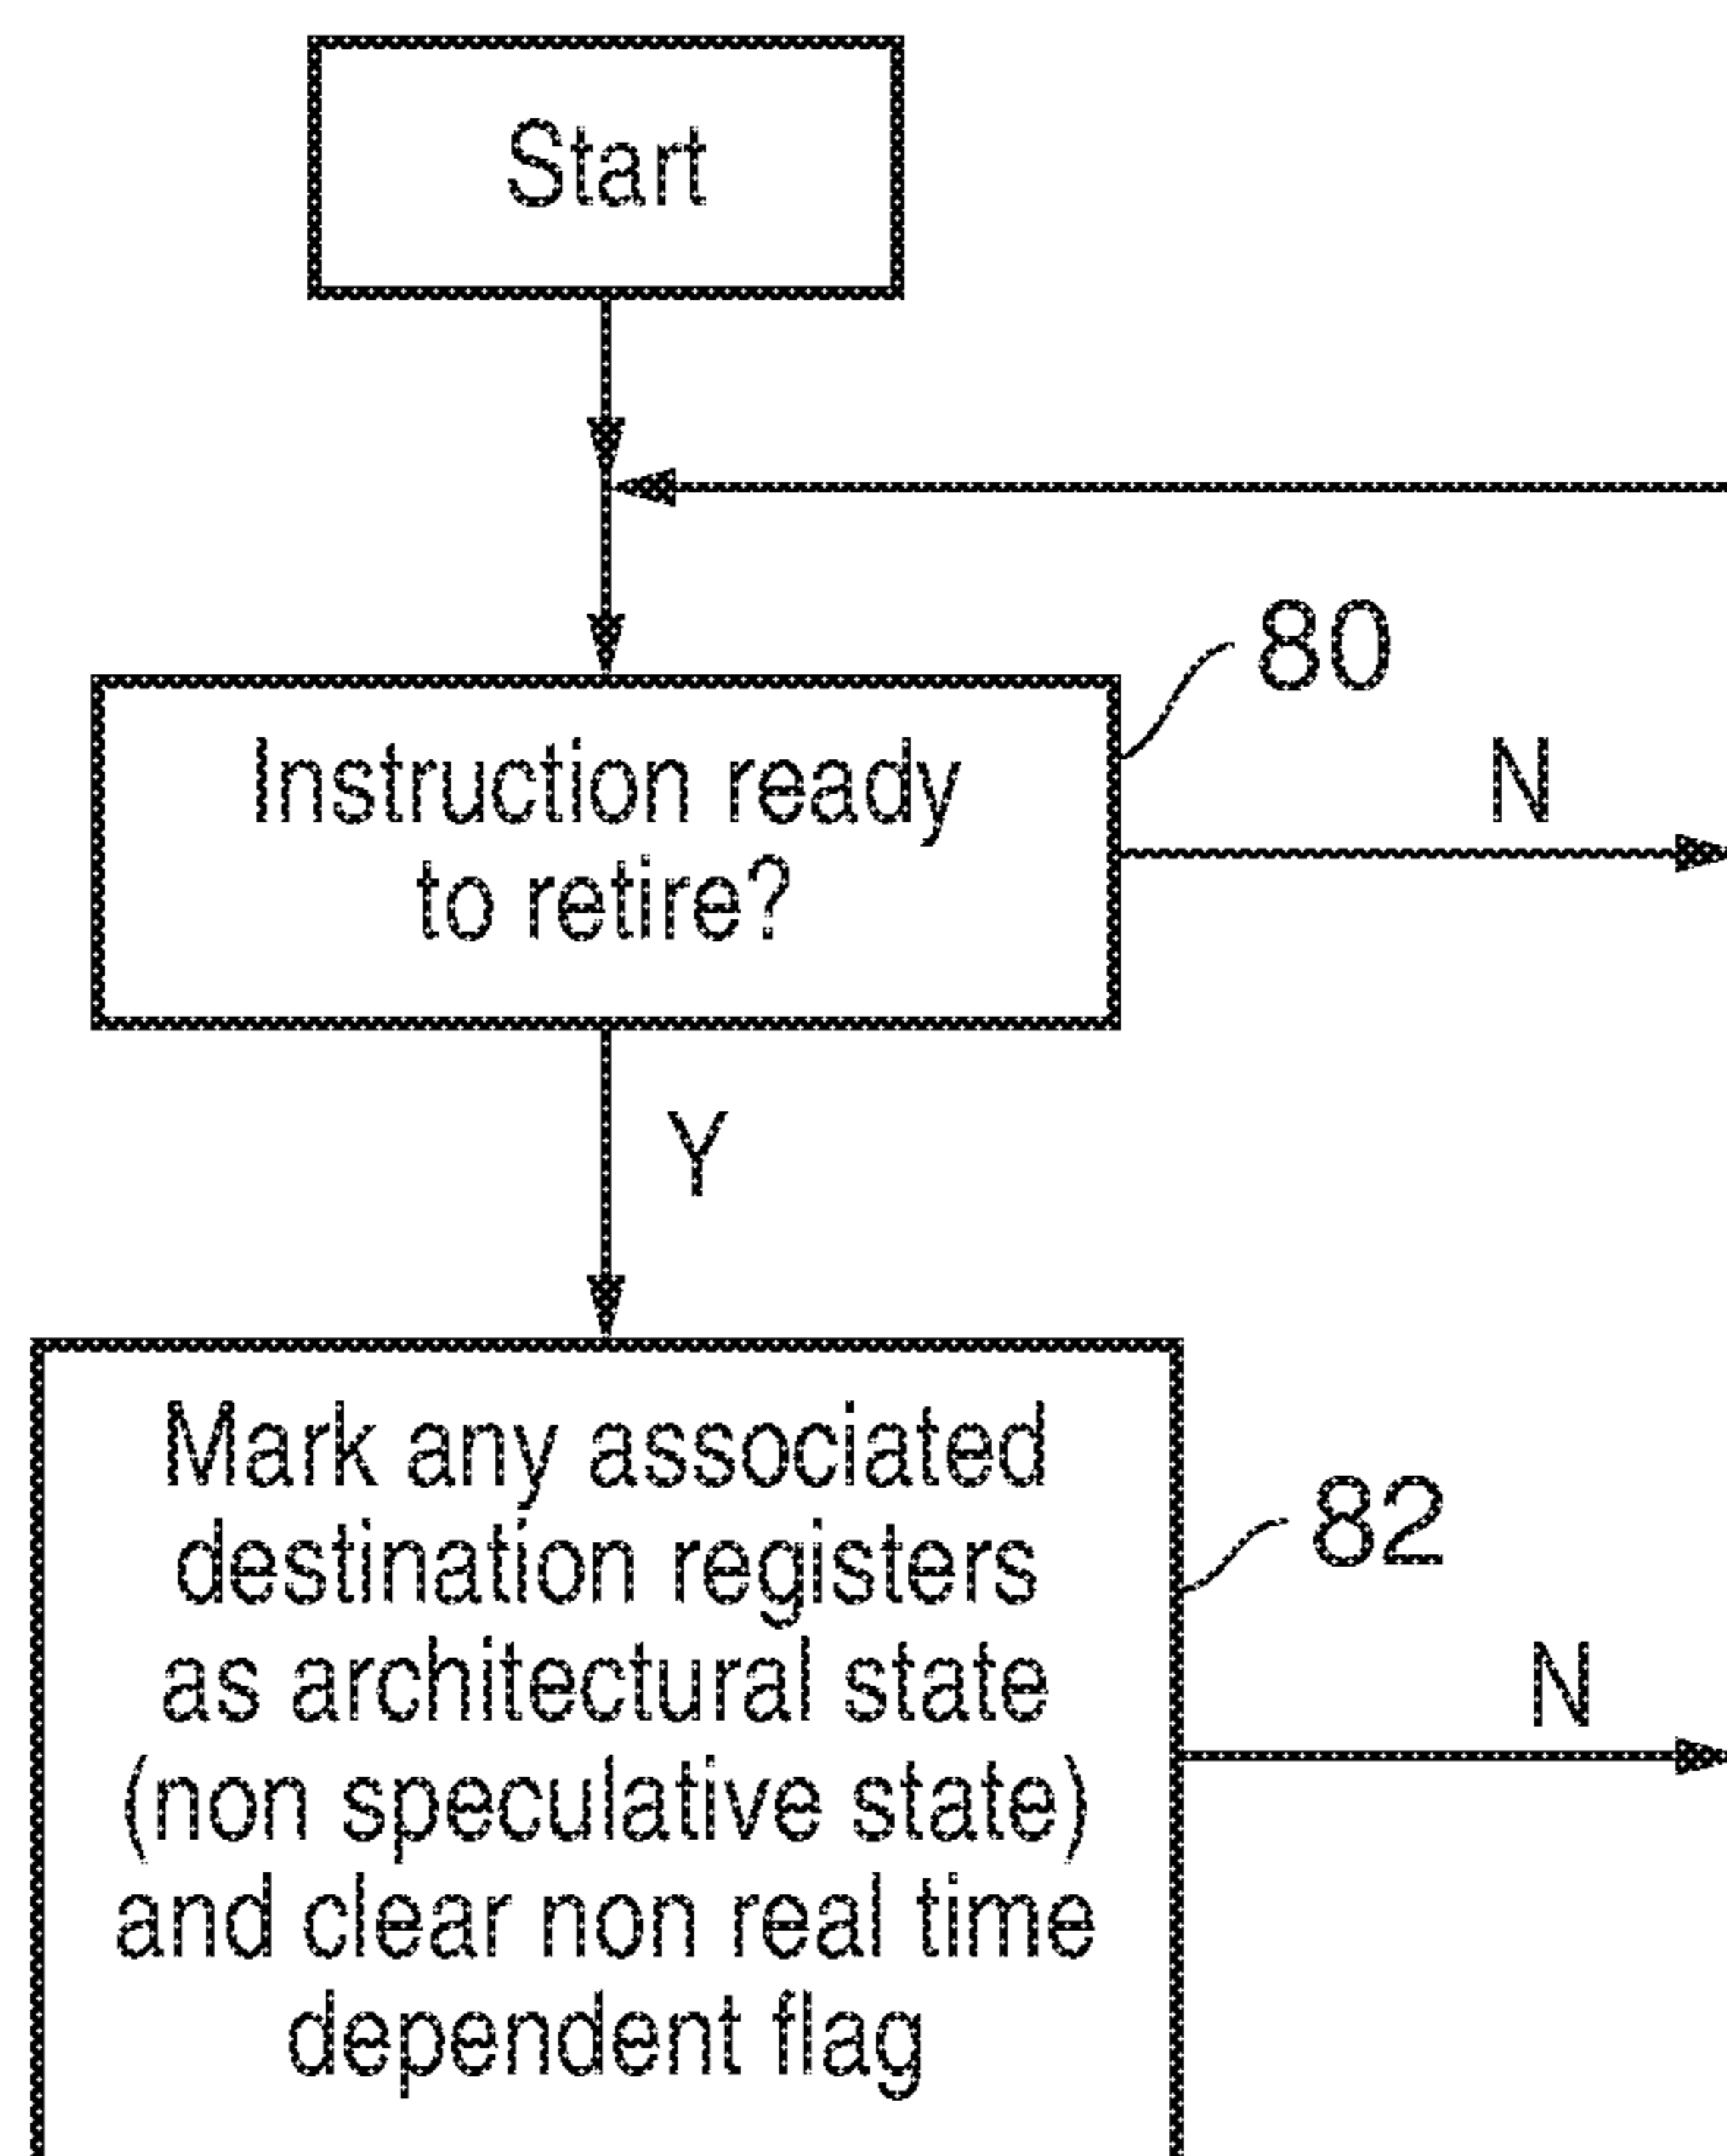 Start
80
Instruction ready
to retire?
N
Y
Mark any associated
destination registers
as architectural state
(non speculative state)
and clear non real time
dependent flag
82
N